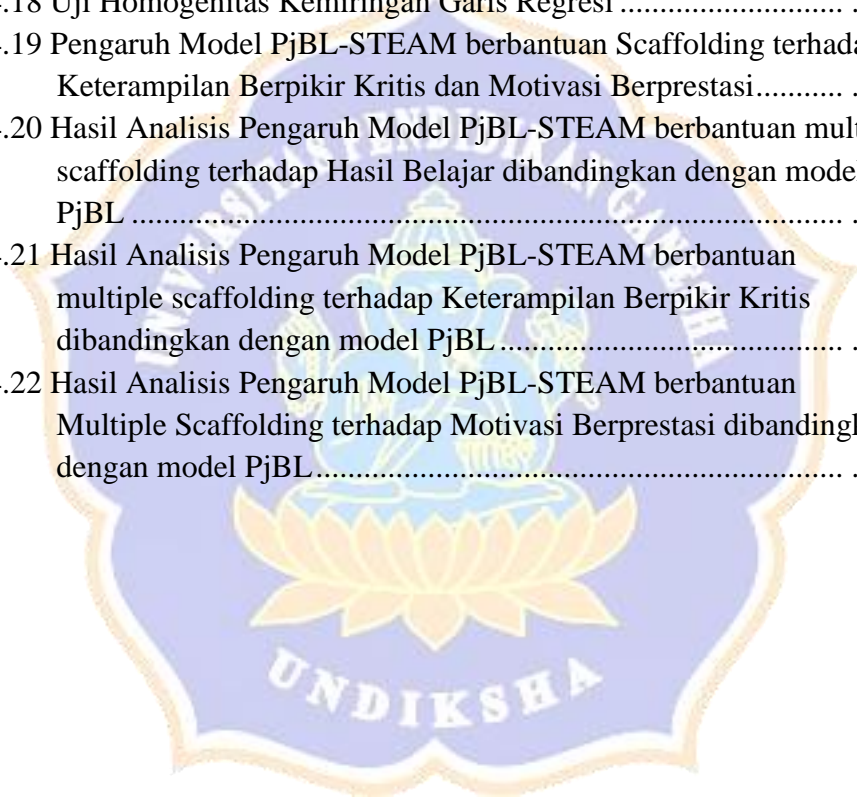 .18 Uji Homogenitas Kemiringan Garis Regresi .............................. .
.19 Pengaruh Model PjBL-STEAM berbantuan Scaffolding terhada
Keterampilan Berpikir Kritis dan Motivasi Berprestasi........... .
.20 Hasil Analisis Pengaruh Model PjBL-STEAM berbantuan mult
scaffolding terhadap Hasil Belajar dibandingkan dengan model
PjBL .......................................................................................... .
.21 Hasil Analisis Pengaruh Model PjBL-STEAM berbantuan
multiple scaffolding terhadap Keterampilan Berpikir Kritis
dibandingkan dengan model PjBL ............................................ .
.22 Hasil Analisis Pengaruh Model PjBL-STEAM berbantuan
Multiple Scaffolding terhadap Motivasi Berprestasi dibandingk
dengan model PjBL................................................................... .
UNIVERSITAS PENDIDIKAN GANESHA
UNDIKSHA